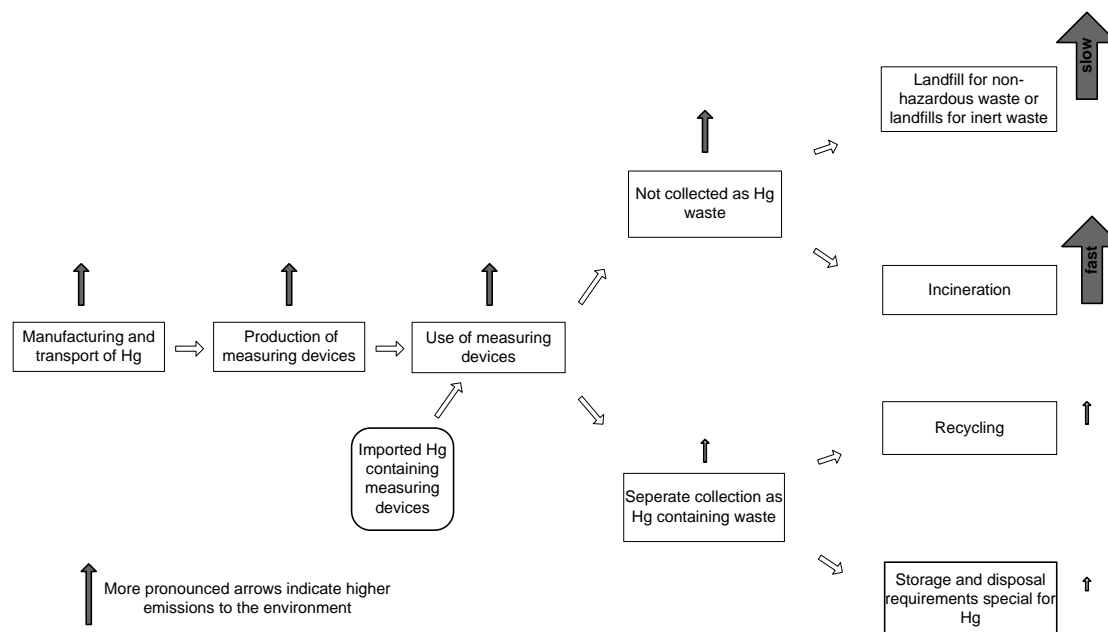 slow
Landfill for non-
hazardous waste or
landfills for inert waste
Not collected as Hg
waste
fast
Incineration
Manufacturing and
transport of Hg
Production of
measuring devices
Use of measuring
devices
Imported Hg
containing
measuring
devices
Recycling
Seperate collection as
Hg containing waste
Storage and disposal
requirements special for
Hg
More pronounced arrows indicate higher
emissions to the environment